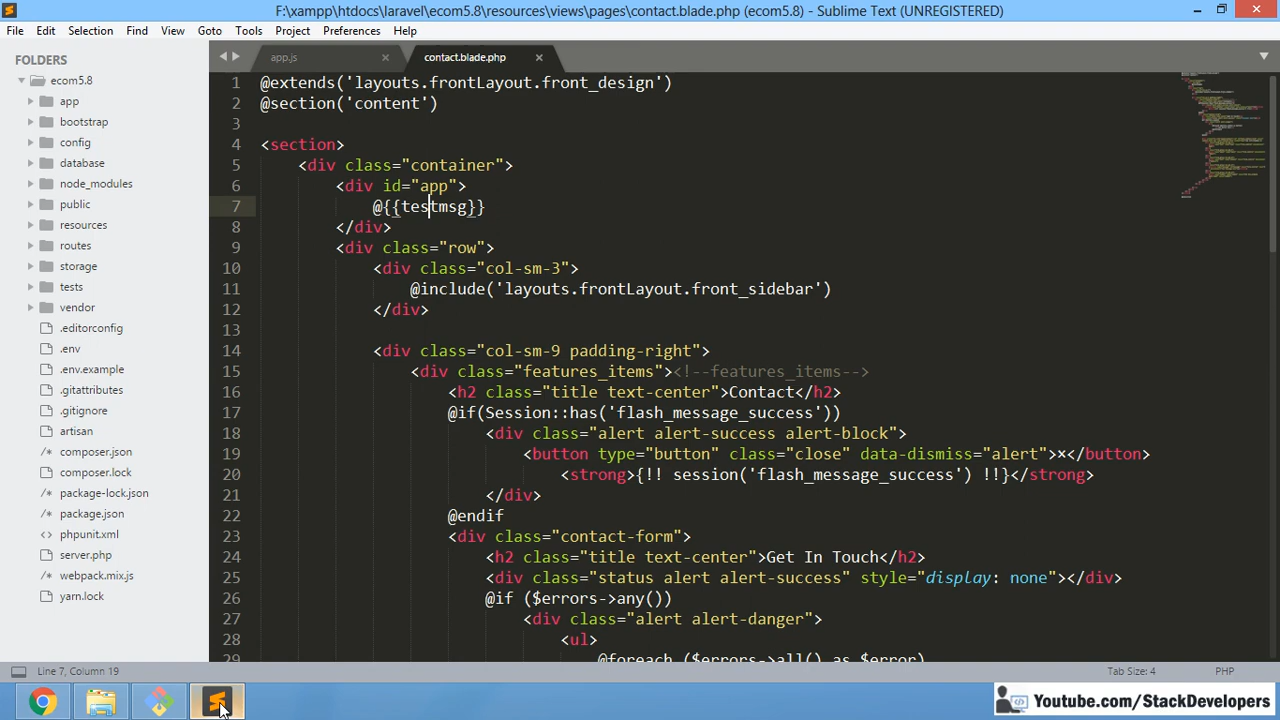 F:\xampp\htdocs\laravel\ecom5.8\resources\views\pages\contact.blade.php (ecom5.8) - Sublime Text (UNREGISTERED)
File Edit Selection Find View Goto Tools Project Preferences Help
FOLDERS
ecom5.8
app
bootstrap
config
database
node_modules
public
resources
routes
storage
tests
vendor
.editorconfig
.env
.env.example
.gitattributes
.gitignore
artisan
composer.json
composer.lock
package-lock.json
package.json
phpunit.xml
server.php
webpack.mix.js
yarn.lock
app.js contact.blade.php
1 @extends('layouts.frontLayout.front_design')
2 @section('content')
3
4 <section>
5 <div class="container">
6 <div id="app">
7 @{{testmsg}}
8 </div>
9 <div class="row">
10 <div class="col-sm-3">
11 @include('layouts.frontLayout.front_sidebar')
12 </div>
13
14 <div class="col-sm-9 padding-right">
15 <div class="features_items"><!--features_items-->
16 <h2 class="title text-center">Contact</h2>
17 @if(Session::has('flash_message_success'))
18 <div class="alert alert-success alert-block">
19 <button type="button" class="close" data-dismiss="alert">×</button>
20 <strong>{!! session('flash_message_success') !!}</strong>
21 </div>
22 @endif
23 <div class="contact-form">
24 <h2 class="title text-center">Get In Touch</h2>
25 <div class="status alert alert-success" style="display: none"></div>
26 @if ($errors->any())
27 <div class="alert alert-danger">
28 <ul>
29 @foreach ($errors->all() as $error)
Line 7, Column 19 Tab Size: 4 PHP
Youtube.com/StackDevelopers